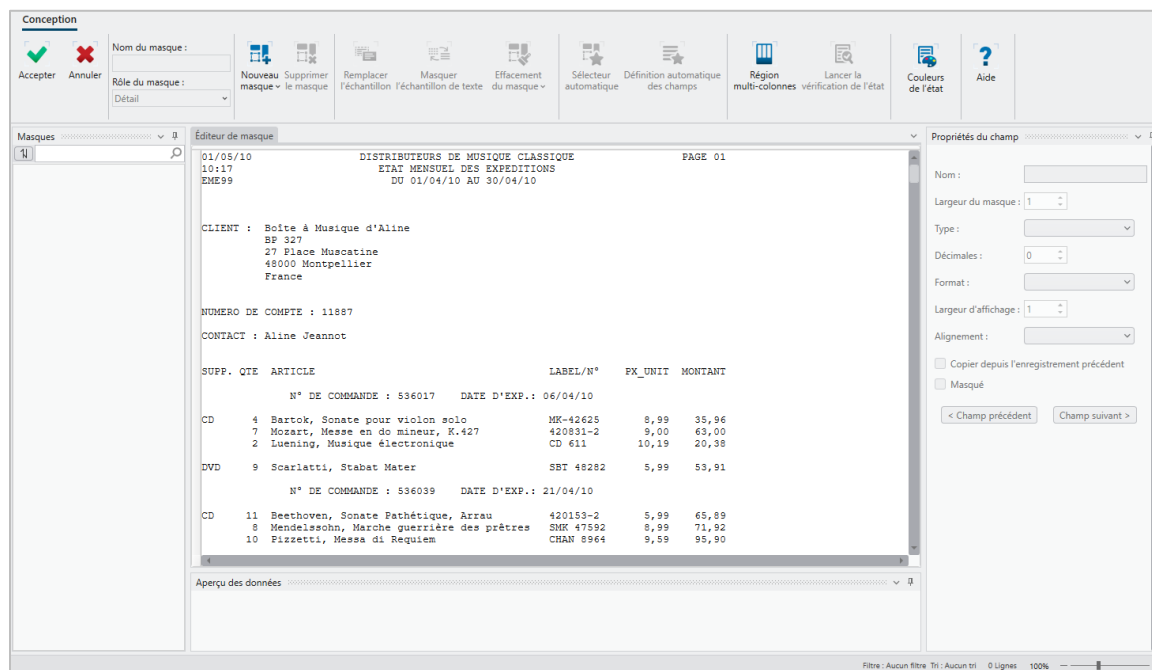 Conception
Accepter Annuler
Nom du masque :
Rôle du masque :
Détail
Nouveau masque
Supprimer le masque
Remplacer l'échantillon
Masquer l'échantillon de texte
Effacement du masque
Sélecteur automatique
Définition automatique des champs
Région multi-colonnes
Lancer la vérification de l'état
Couleurs de l'état
Aide
Masques
Éditeur de masque
01/05/10 DISTRIBUTEURS DE MUSIQUE CLASSIQUE PAGE 01
10:17 ETAT MENSUEL DES EXPEDITIONS
EME99 DU 01/04/10 AU 30/04/10
CLIENT : Boîte à Musique d'Aline
BP 327
27 Place Muscatine
48000 Montpellier
France
NUMERO DE COMPTE : 11887
CONTACT : Aline Jeannot
SUPP. QTE ARTICLE LABEL/N° PX_UNIT MONTANT
N° DE COMMANDE : 536017 DATE D'EXP.: 06/04/10
CD 4 Bartok, Sonate pour violon solo MK-42625 8,99 35,96
7 Mozart, Messe en do mineur, K.427 420831-2 9,00 63,00
2 Luening, Musique électronique CD 611 10,19 20,38
DVD 9 Scarlatti, Stabat Mater SBT 48282 5,99 53,91
N° DE COMMANDE : 536039 DATE D'EXP.: 21/04/10
CD 11 Beethoven, Sonate Pathétique, Arrau 420153-2 5,99 65,89
8 Mendelssohn, Marche guerrière des prêtres SMK 47592 8,99 71,92
10 Pizzetti, Messa di Requiem CHAN 8964 9,59 95,90
Aperçu des données
Propriétés du champ
Nom :
Largeur du masque : 1
Type :
Décimales : 0
Format :
Largeur d'affichage : 1
Alignement :
Copier depuis l'enregistrement précédent
Masqué
< Champ précédent Champ suivant >
Filtre : Aucun filtre Tri : Aucun tri 0 Lignes 100%